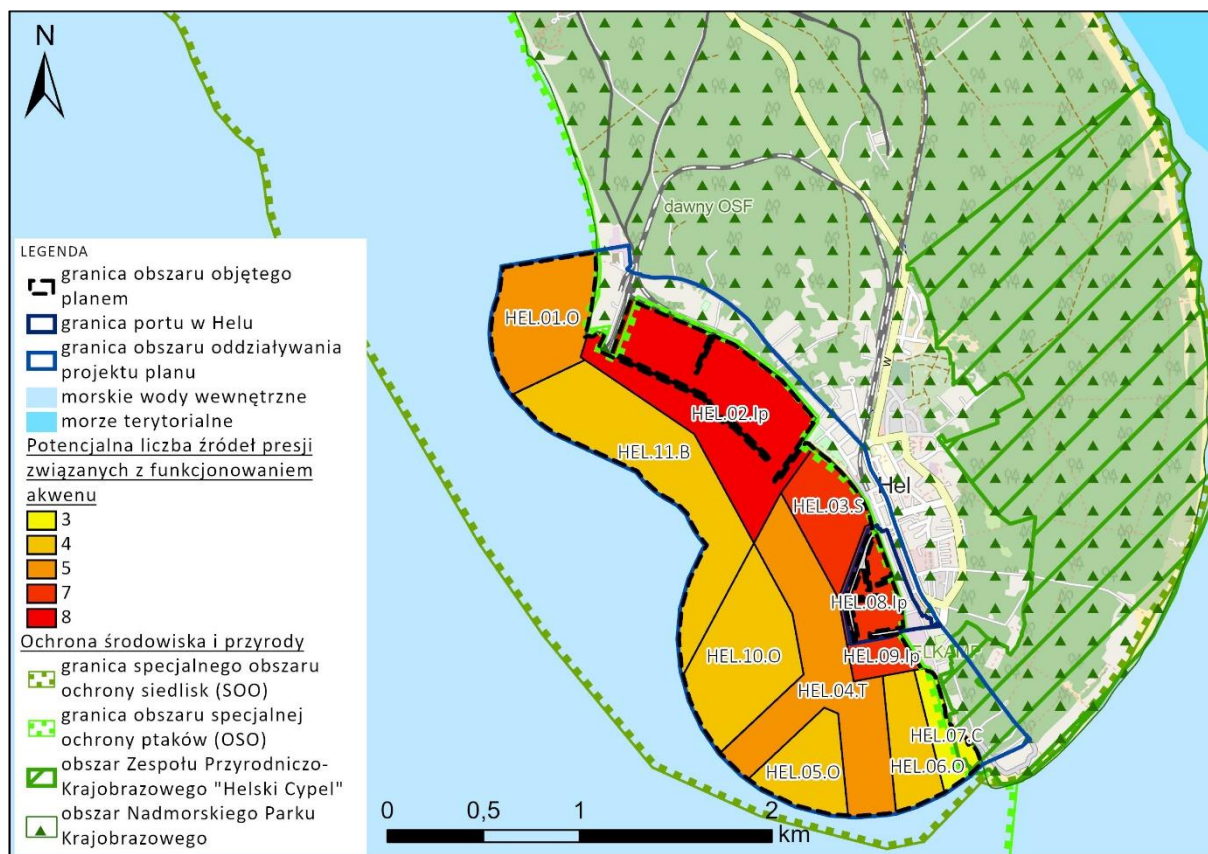 N
dawny OSF
LEGENDA
granica obszaru objętego
planem
granica portu w Helu
granica obszaru oddziaływania
projektu planu
morskie wody wewnętrzne
morze terytorialne
Potencjalna liczba źródeł presji
związanych z funkcjonowaniem
akwenu
3
4
5
7
8
Ochrona środowiska i przyrody
granica specjalnego obszaru
ochrony siedlisk (SOO)
granica obszaru specjalnej
ochrony ptaków (OSO)
obszar Zespołu Przyrodniczo-
Krajobrazowego "Helski Cypel"
obszar Nadmorskiego Parku
Krajobrazowego
HEL.01.O
HEL.02.Ip
HEL.11.B
HEL.03.S
Hel
HEL.08.Ip
HEL.09.Ip
HEL.10.O
HEL.04.T
HEL.07.C
HEL.06.O
HEL.05.O
0 0,5 1 2
km